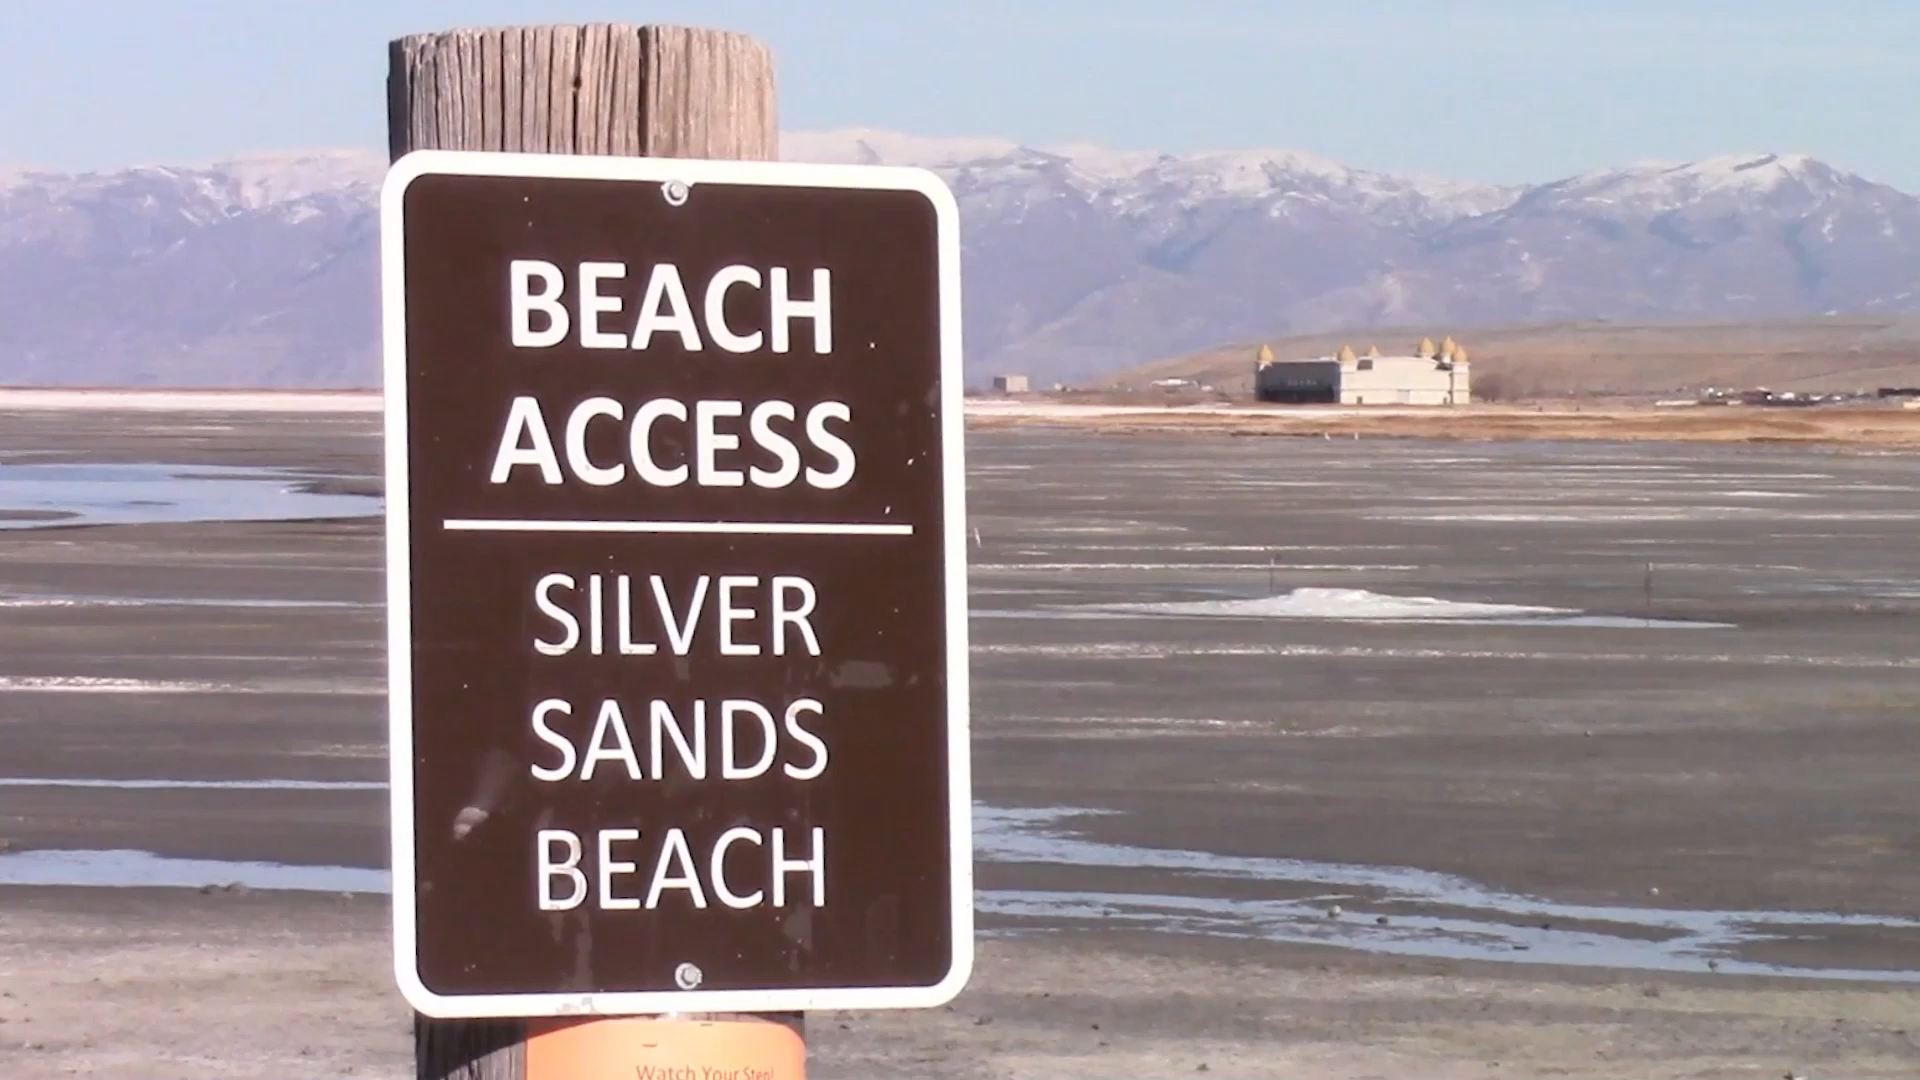 BEACH
ACCESS
SILVER
SANDS
BEACH
Watch Your Step!